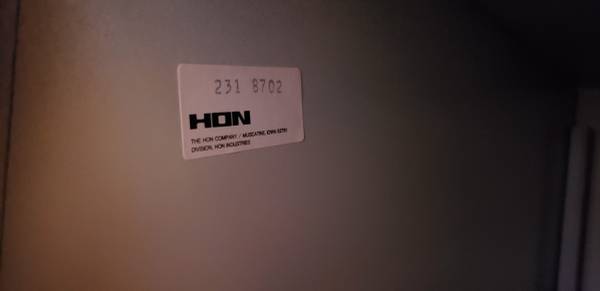 231 8702
HON
THE HON COMPANY / MUSCATINE, IOWA 52761
DIVISION, HON INDUSTRIES